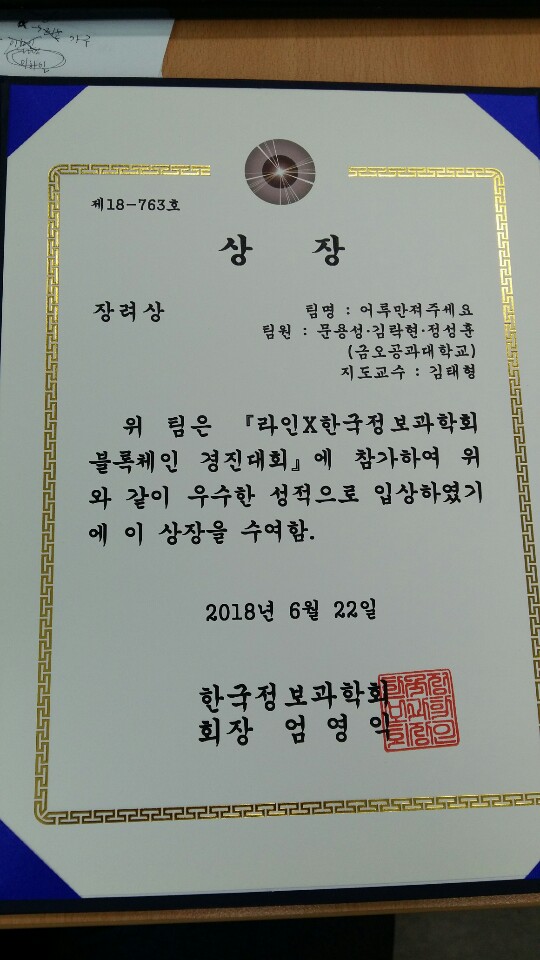 가루
제18-763호
상 장
장려상
팀명 : 어루만져주세요
팀원 : 문용성·김락현·정성훈
(금오공과대학교)
지도교수 : 김태형
위 팀은 『라인X한국정보과학회
블록체인 경진대회』에 참가하여 위
와 같이 우수한 성적으로 입상하였기
에 이 상장을 수여함.
2018년 6월 22일
한국정보과학회
회장 엄영익